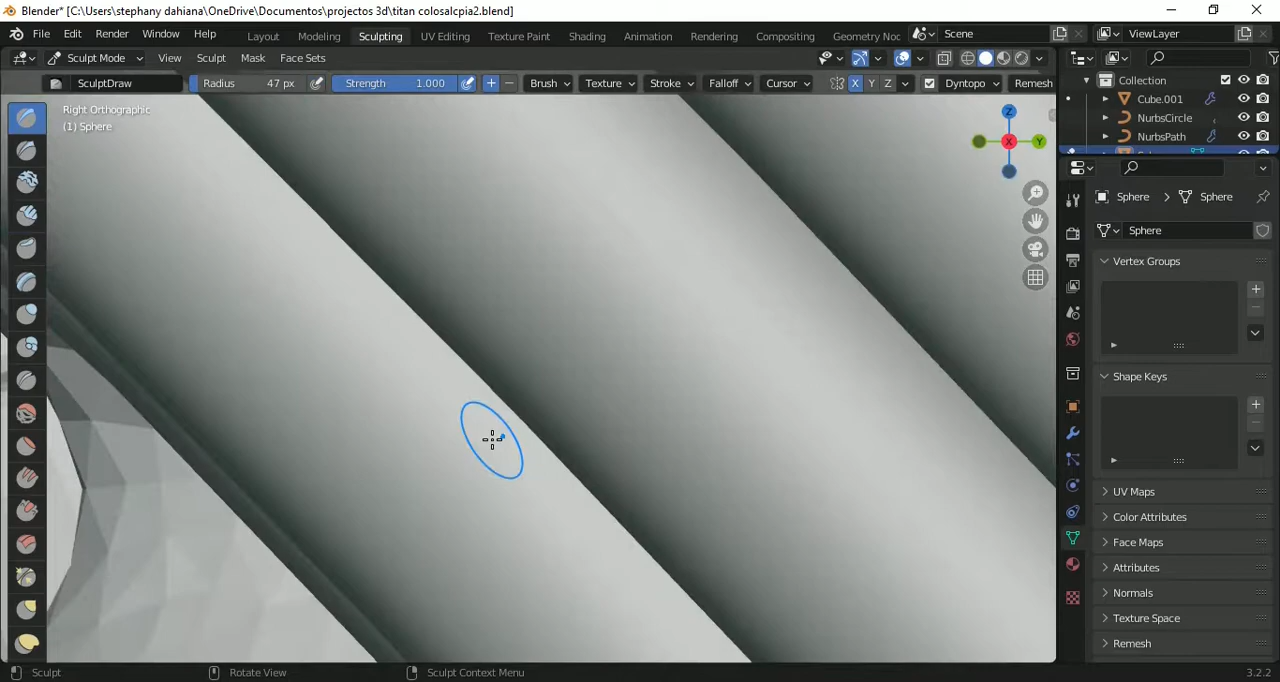 Blender* [C:\Users\stephany dahiana\OneDrive\Documentos\projectos 3d\titan colosalcpia2.blend]
File Edit Render Window Help Layout Modeling Sculpting UV Editing Texture Paint Shading Animation Rendering Compositing Geometry Noc Scene ViewLayer
Sculpt Mode View Sculpt Mask Face Sets
SculptDraw Radius 47 px Strength 1.000 Brush Texture Stroke Falloff Cursor X Y Z Dyntopo Remesh
Collection
Cube.001
NurbsCircle
NurbsPath
Right Orthographic
(1) Sphere
Z
X
Y
Sphere > Sphere
Sphere
Vertex Groups
Shape Keys
UV Maps
Color Attributes
Face Maps
Attributes
Normals
Texture Space
Remesh
Sculpt Rotate View Sculpt Context Menu 3.2.2